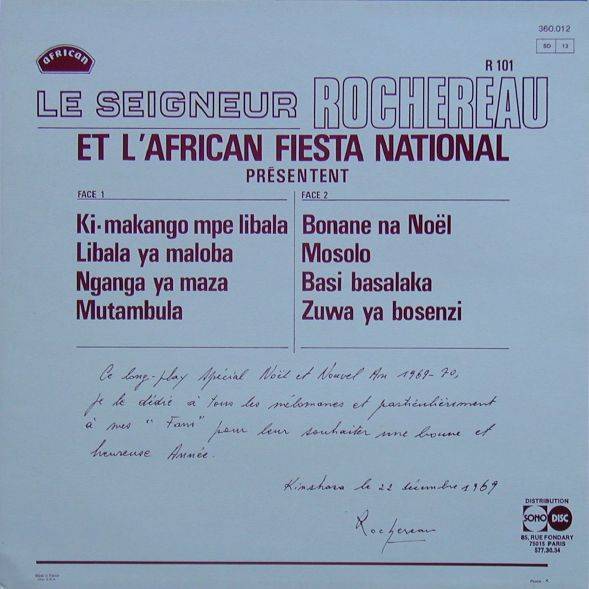 360.012
AFRICAN
SD 13
R 101
LE SEIGNEUR ROCHEREAU
ET L'AFRICAN FIESTA NATIONAL
PRÉSENTENT
FACE 1
Ki-makango mpe libala
Libala ya maloba
Nganga ya maza
Mutambula
FACE 2
Bonane na Noël
Mosolo
Basi basalaka
Zuwa ya bosenzi
Ce long-play spécial Noël et Nouvel An 1969-70,
je le dédie à tous les mélomanes et particulièrement
à mes "Fans" pour leur souhaiter une bonne et
heureuse Année.
Kinshasa le 22 décembre 1969
Rochereau
DISTRIBUTION
SONO DISC
85, RUE FONDARY
75015 PARIS
577.30.34